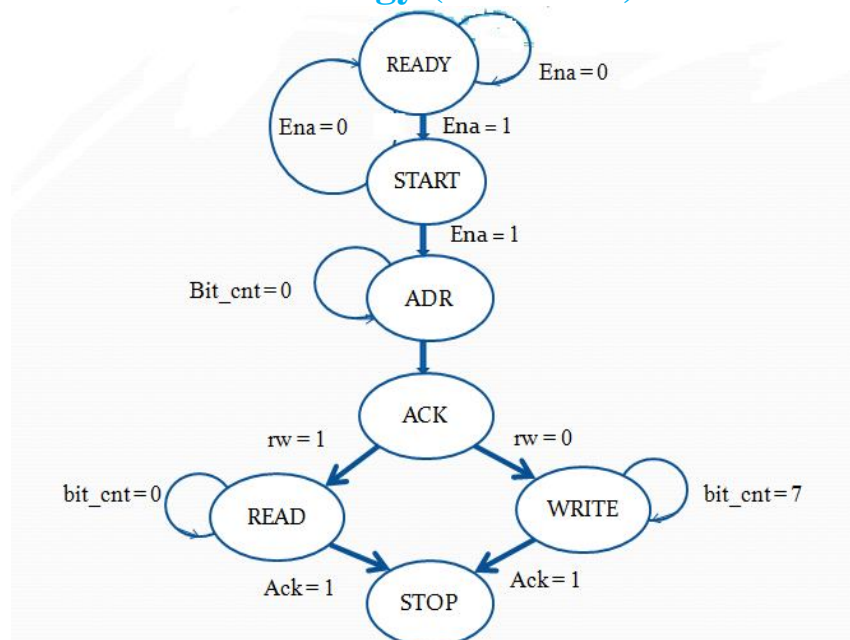 READY
Ena=0
Ena=0
Ena = 1
START
Ena = 1
Bit_cnt=0
ADR
ACK
rw=1
rw=0
bit_cnt=0
READ
WRITE
bit_cnt=7
Ack=1
Ack=1
STOP